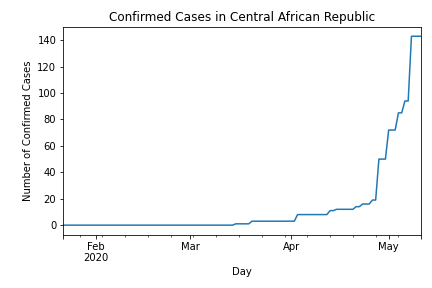 Confirmed Cases in Central African Republic
140
120
100
80
60
40
20
0
Number of Confirmed Cases
Feb Mar Apr May
2020
Day